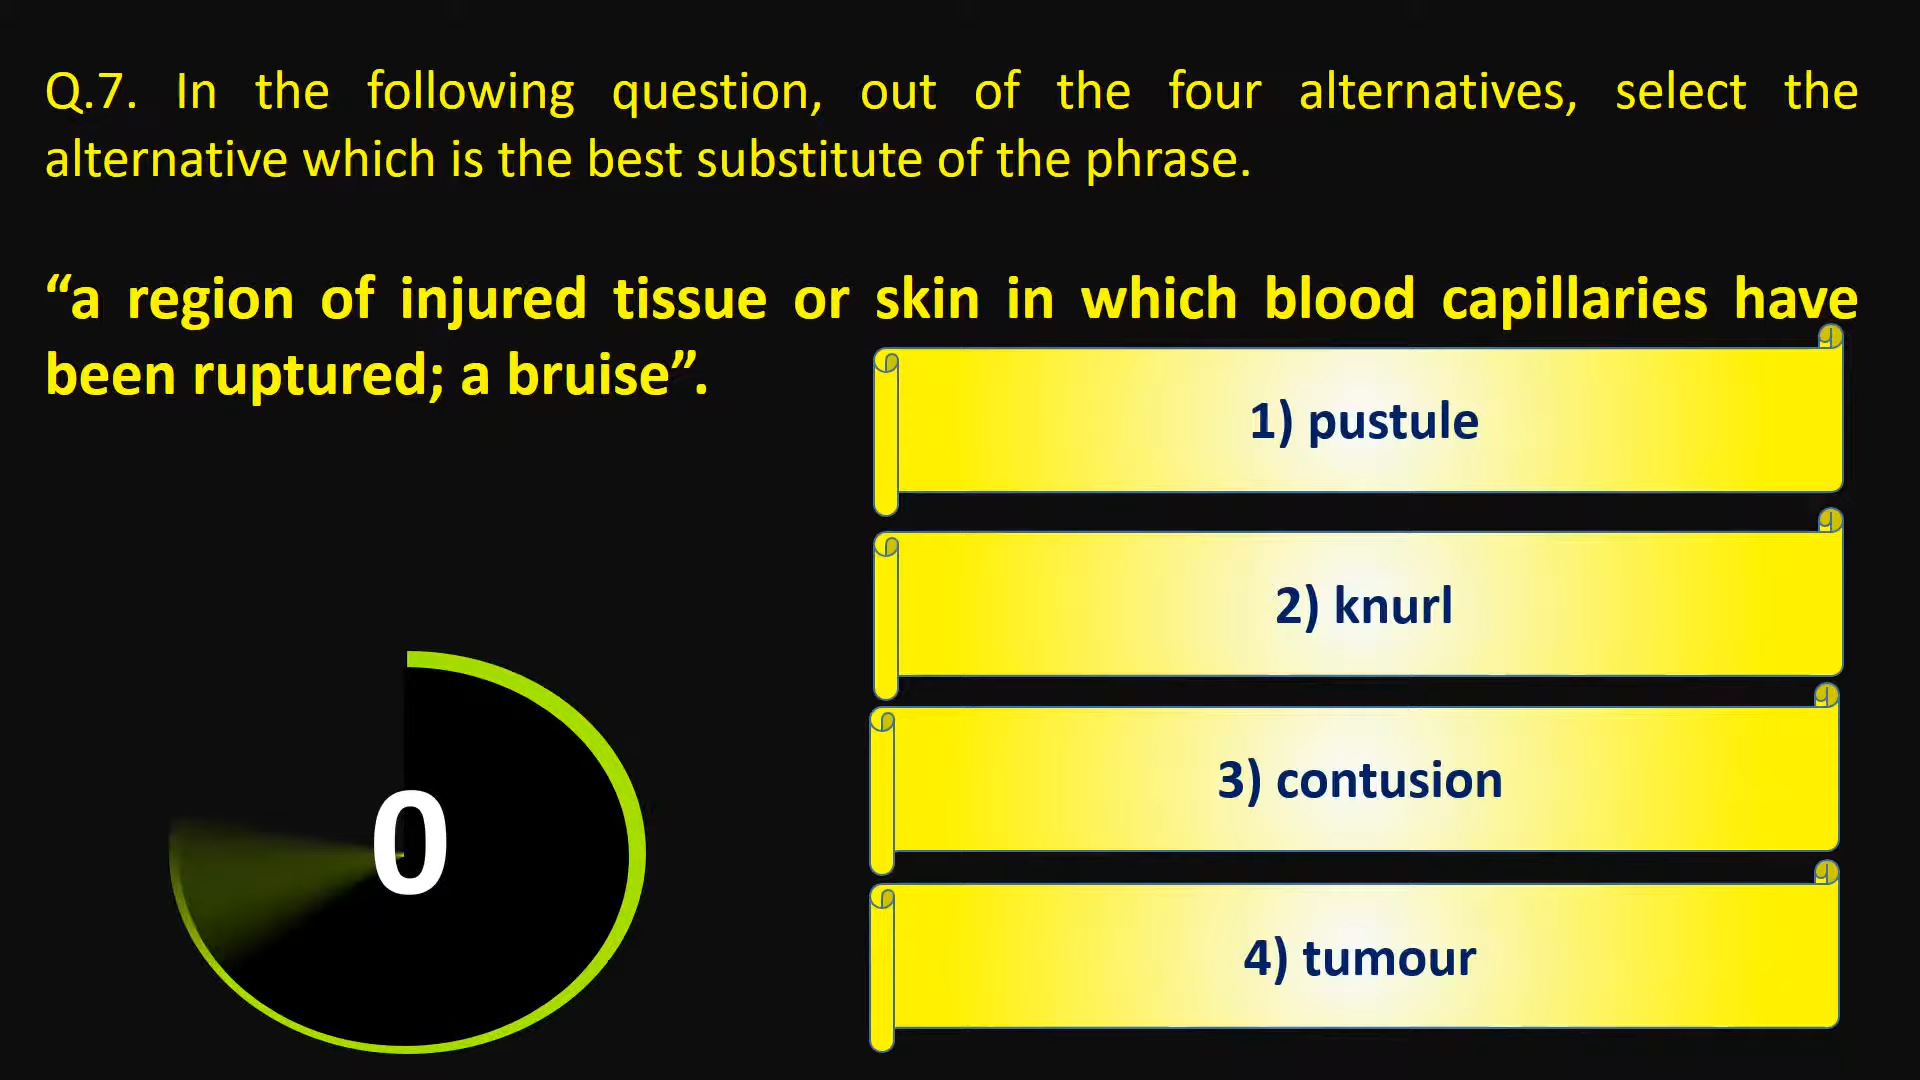 Q.7. In the following question, out of the four alternatives, select the
alternative which is the best substitute of the phrase.
“a region of injured tissue or skin in which blood capillaries have
been ruptured; a bruise”.
1) pustule
2) knurl
3) contusion
4) tumour
0